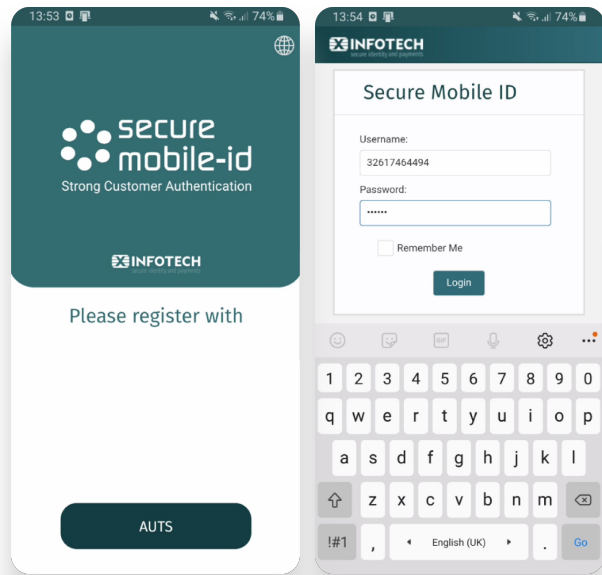 13:53
74%
secure
mobile-id
Strong Customer Authentication
X INFOTECH
secure identity and payments
Please register with
AUTS
13:54
74%
X INFOTECH
secure identity and payments
Secure Mobile ID
Username:
32617464494
Password:
••••••
Remember Me
Login
GIF
1 2 3 4 5 6 7 8 9 0
q w e r t y u i o p
a s d f g h j k l
z x c v b n m
!#1 , English (UK) . Go